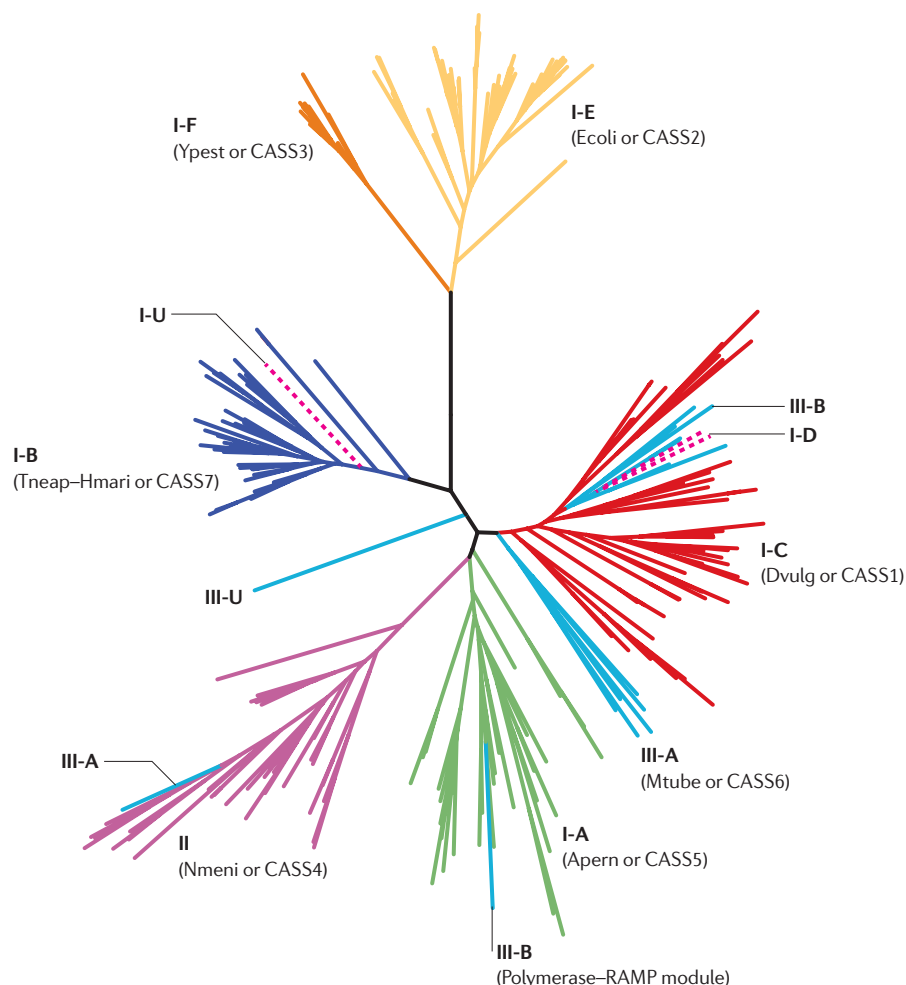 I-F
(Ypest or CASS3)
I-E
(Ecoli or CASS2)
I-U
III-B
I-D
I-B
(Tneap–Hmari or CASS7)
I-C
(Dvulg or CASS1)
III-U
III-A
(Mtube or CASS6)
III-A
I-A
(Apern or CASS5)
II
(Nmeni or CASS4)
III-B
(Polymerase–RAMP module)